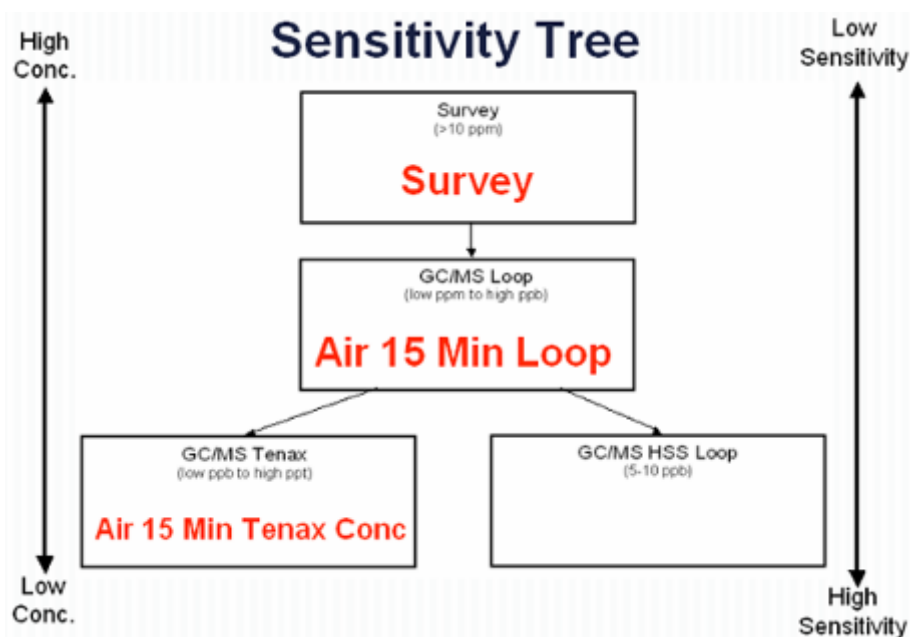 Sensitivity Tree
High
Conc.
Low
Sensitivity
Survey
(>10 ppm)
Survey
GC/MS Loop
(low ppm to high ppb)
Air 15 Min Loop
GC/MS Tenax
(low ppb to high ppt)
Air 15 Min Tenax Conc
GC/MS HSS Loop
(5-10 ppb)
Low
Conc.
High
Sensitivity